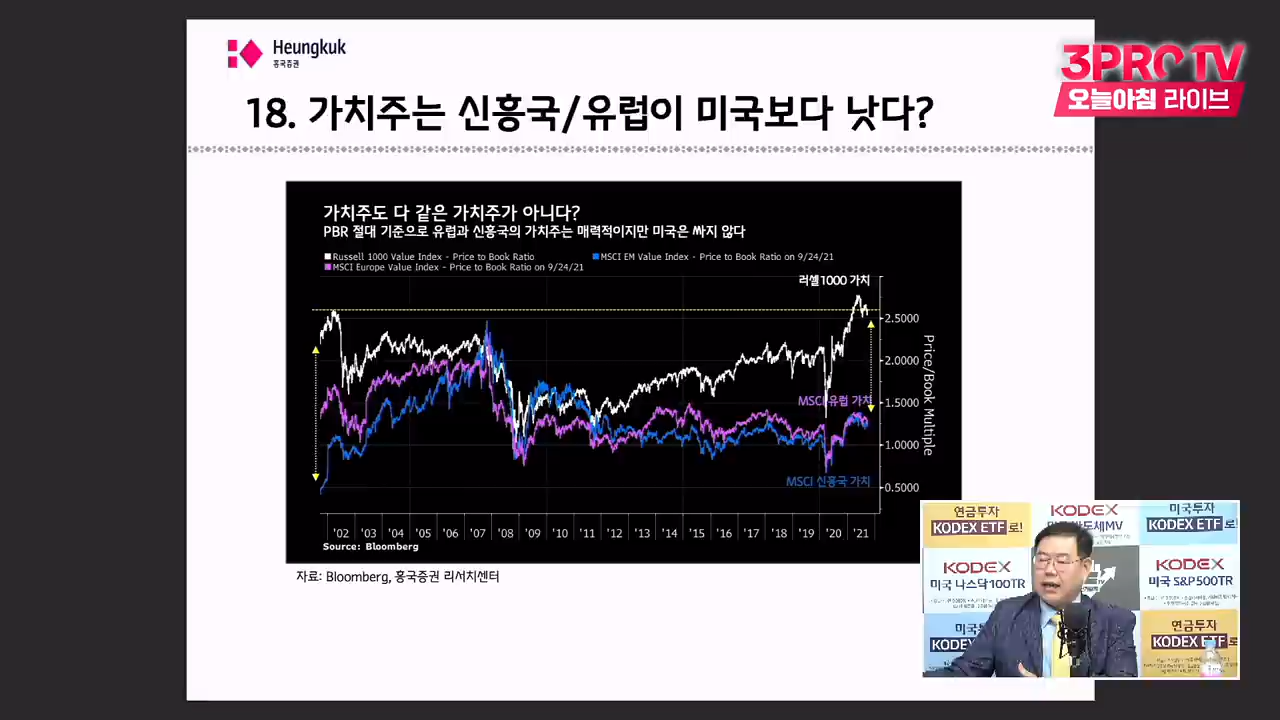 Heungkuk
흥국증권
3PROTV
오늘아침 라이브
18. 가치주는 신흥국/유럽이 미국보다 낫다?
가치주도 다 같은 가치주가 아니다?
PBR 절대 기준으로 유럽과 신흥국의 가치주는 매력적이지만 미국은 싸지 않다
Russell 1000 Value Index - Price to Book Ratio
MSCI EM Value Index - Price to Book Ratio on 9/24/21
MSCI Europe Value Index - Price to Book Ratio on 9/24/21
러셀1000 가치
2.5000
2.0000
1.5000
1.0000
0.5000
Price/Book Multiple
MSCI 유럽 가치
MSCI 신흥국 가치
'02 '03 '04 '05 '06 '07 '08 '09 '10 '11 '12 '13 '14 '15 '16 '17 '18 '19 '20 '21
Source: Bloomberg
자료: Bloomberg, 흥국증권 리서치센터
연금투자
KODEX ETF로!
KODEX
미국
KODEX ETF
KODEX
미국 나스닥100TR
KODEX
미국 S&P500TR
연금투자
KODEX ETF로!